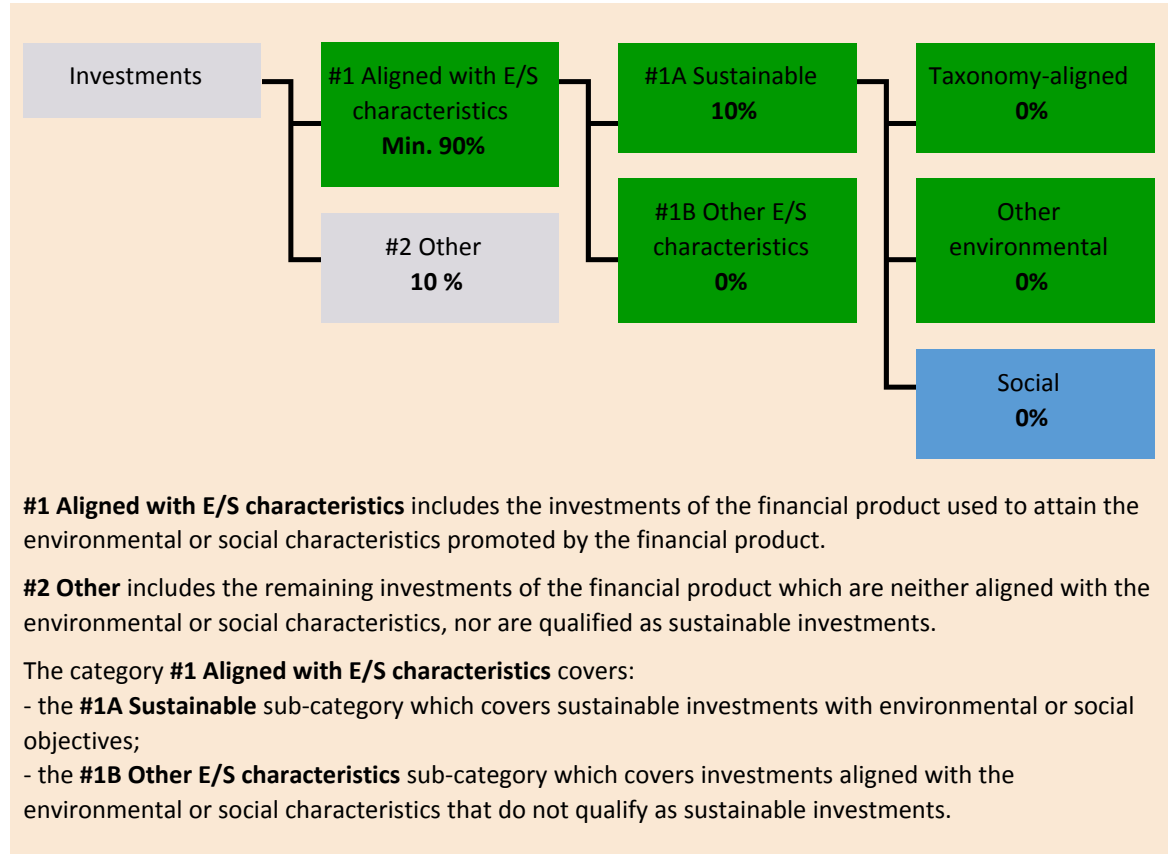 Investments
#1 Aligned with E/S
characteristics
Min. 90%
#2 Other
10 %
#1A Sustainable
10%
#1B Other E/S
characteristics
0%
Taxonomy-aligned
0%
Other
environmental
0%
Social
0%
#1 Aligned with E/S characteristics includes the investments of the financial product used to attain the
environmental or social characteristics promoted by the financial product.
#2 Other includes the remaining investments of the financial product which are neither aligned with the
environmental or social characteristics, nor are qualified as sustainable investments.
The category #1 Aligned with E/S characteristics covers:
- the #1A Sustainable sub-category which covers sustainable investments with environmental or social
objectives;
- the #1B Other E/S characteristics sub-category which covers investments aligned with the
environmental or social characteristics that do not qualify as sustainable investments.